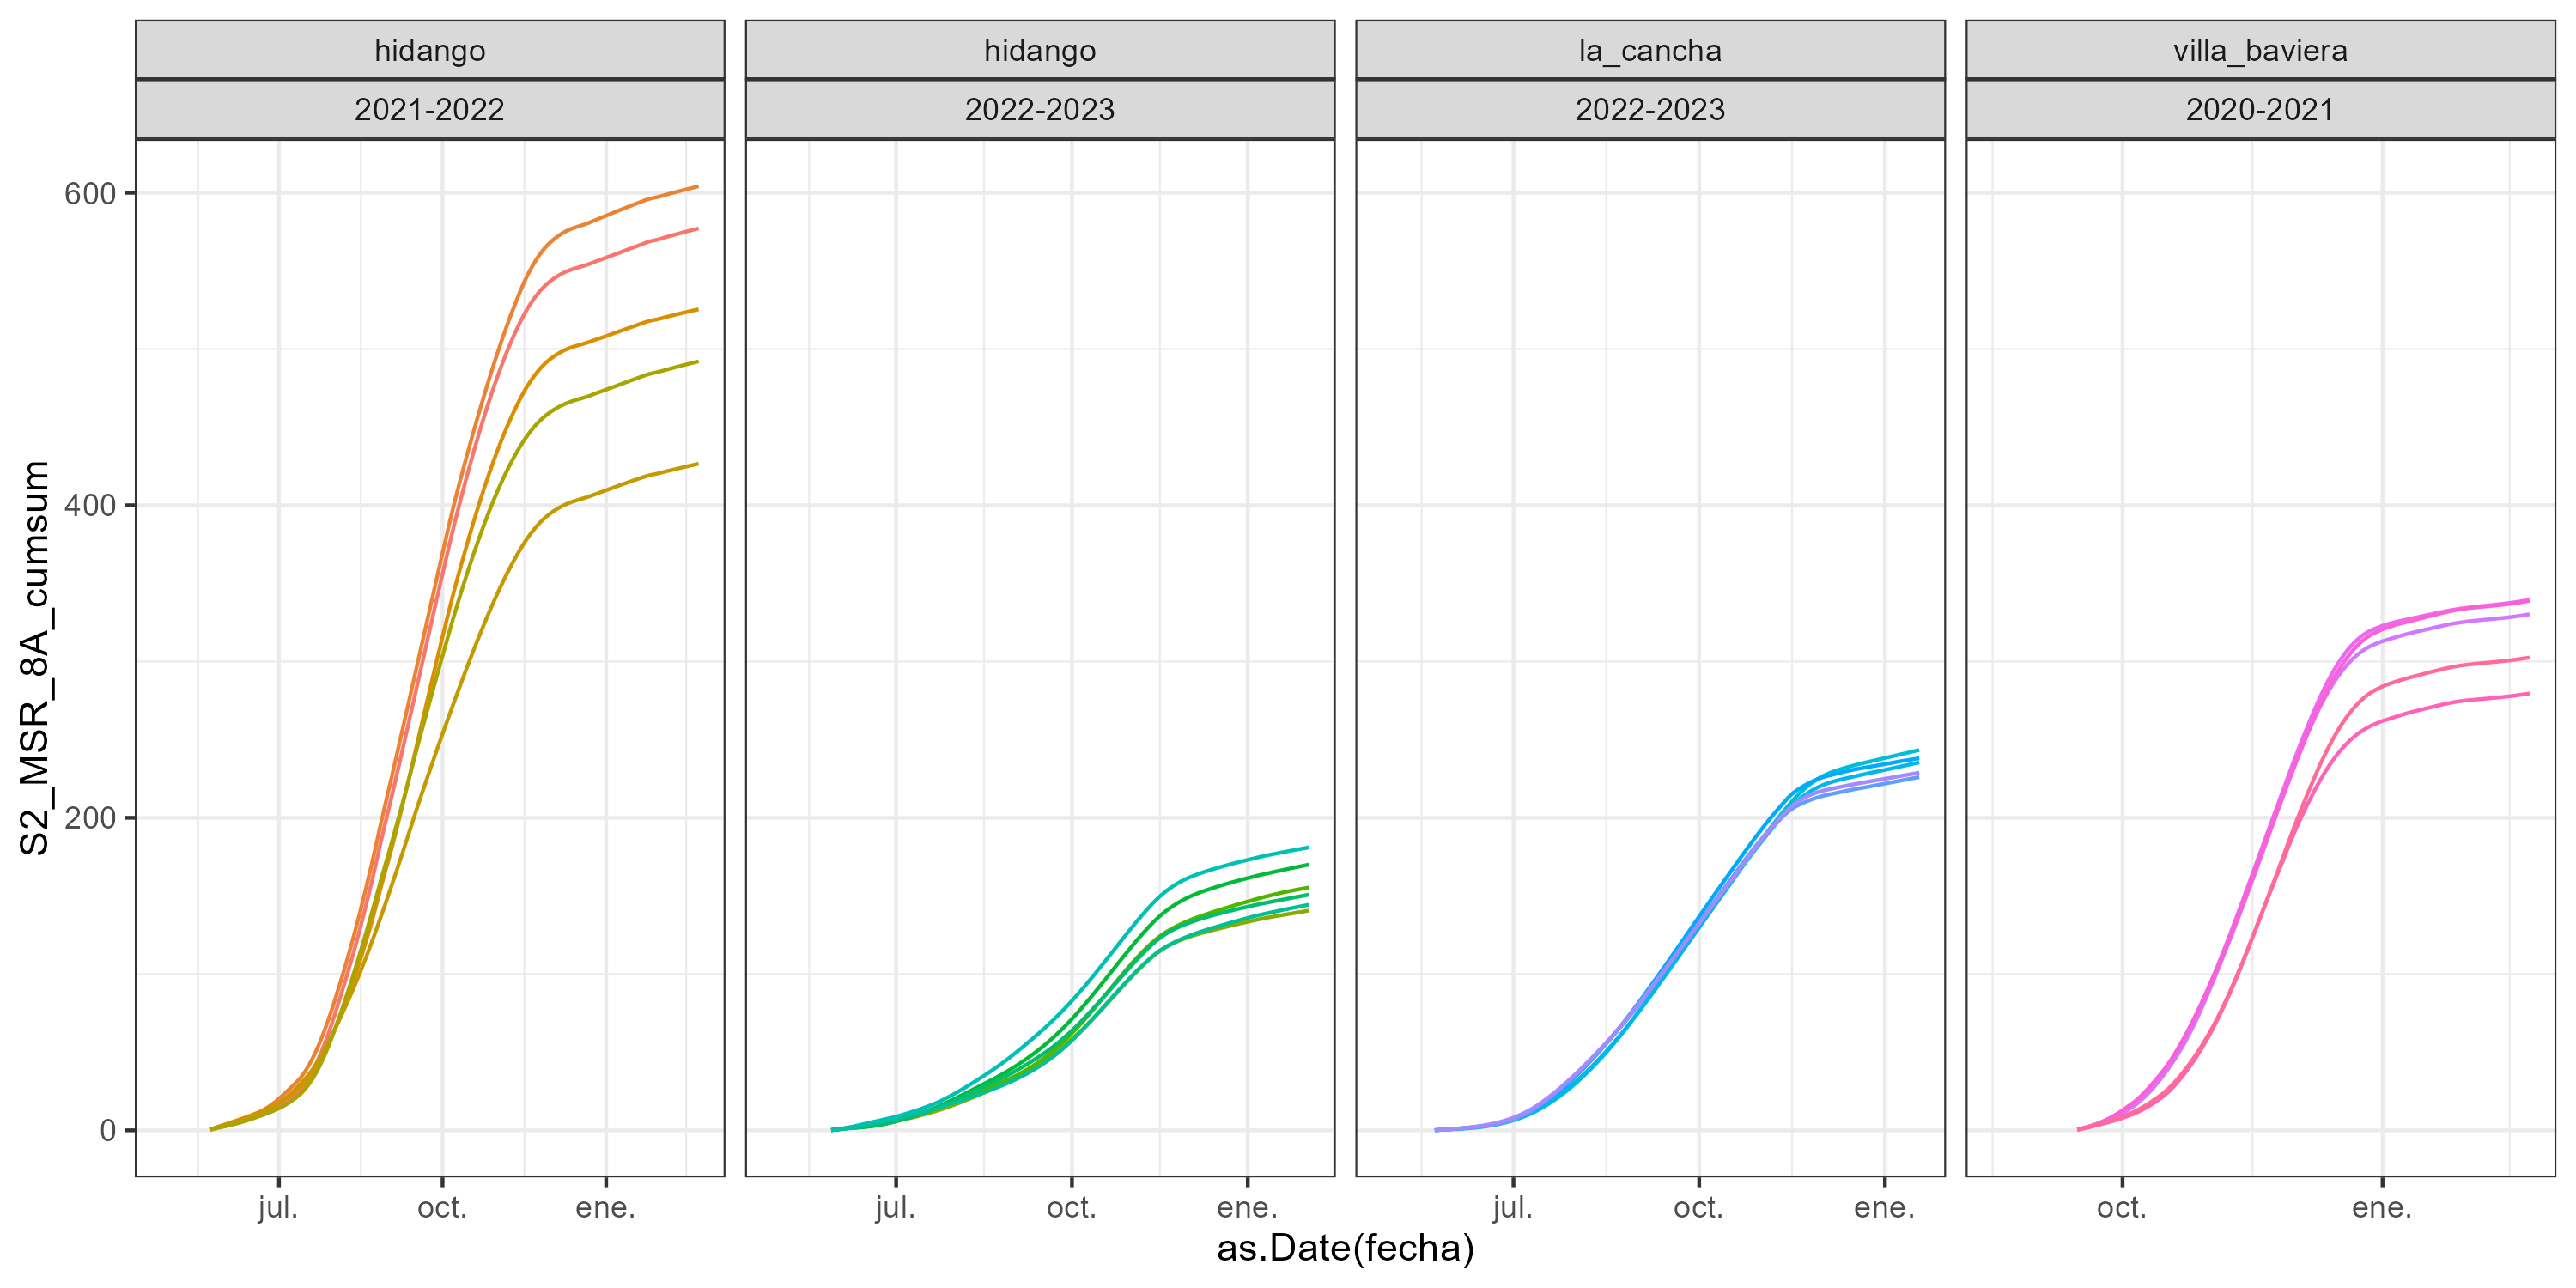 hidango
hidango
la_cancha
villa_baviera
2021-2022
2022-2023
2022-2023
2020-2021
600
400
200
0
S2_MSR_8A_cumsum
jul.
oct.
ene.
jul.
oct.
ene.
jul.
oct.
ene.
oct.
ene.
as.Date(fecha)